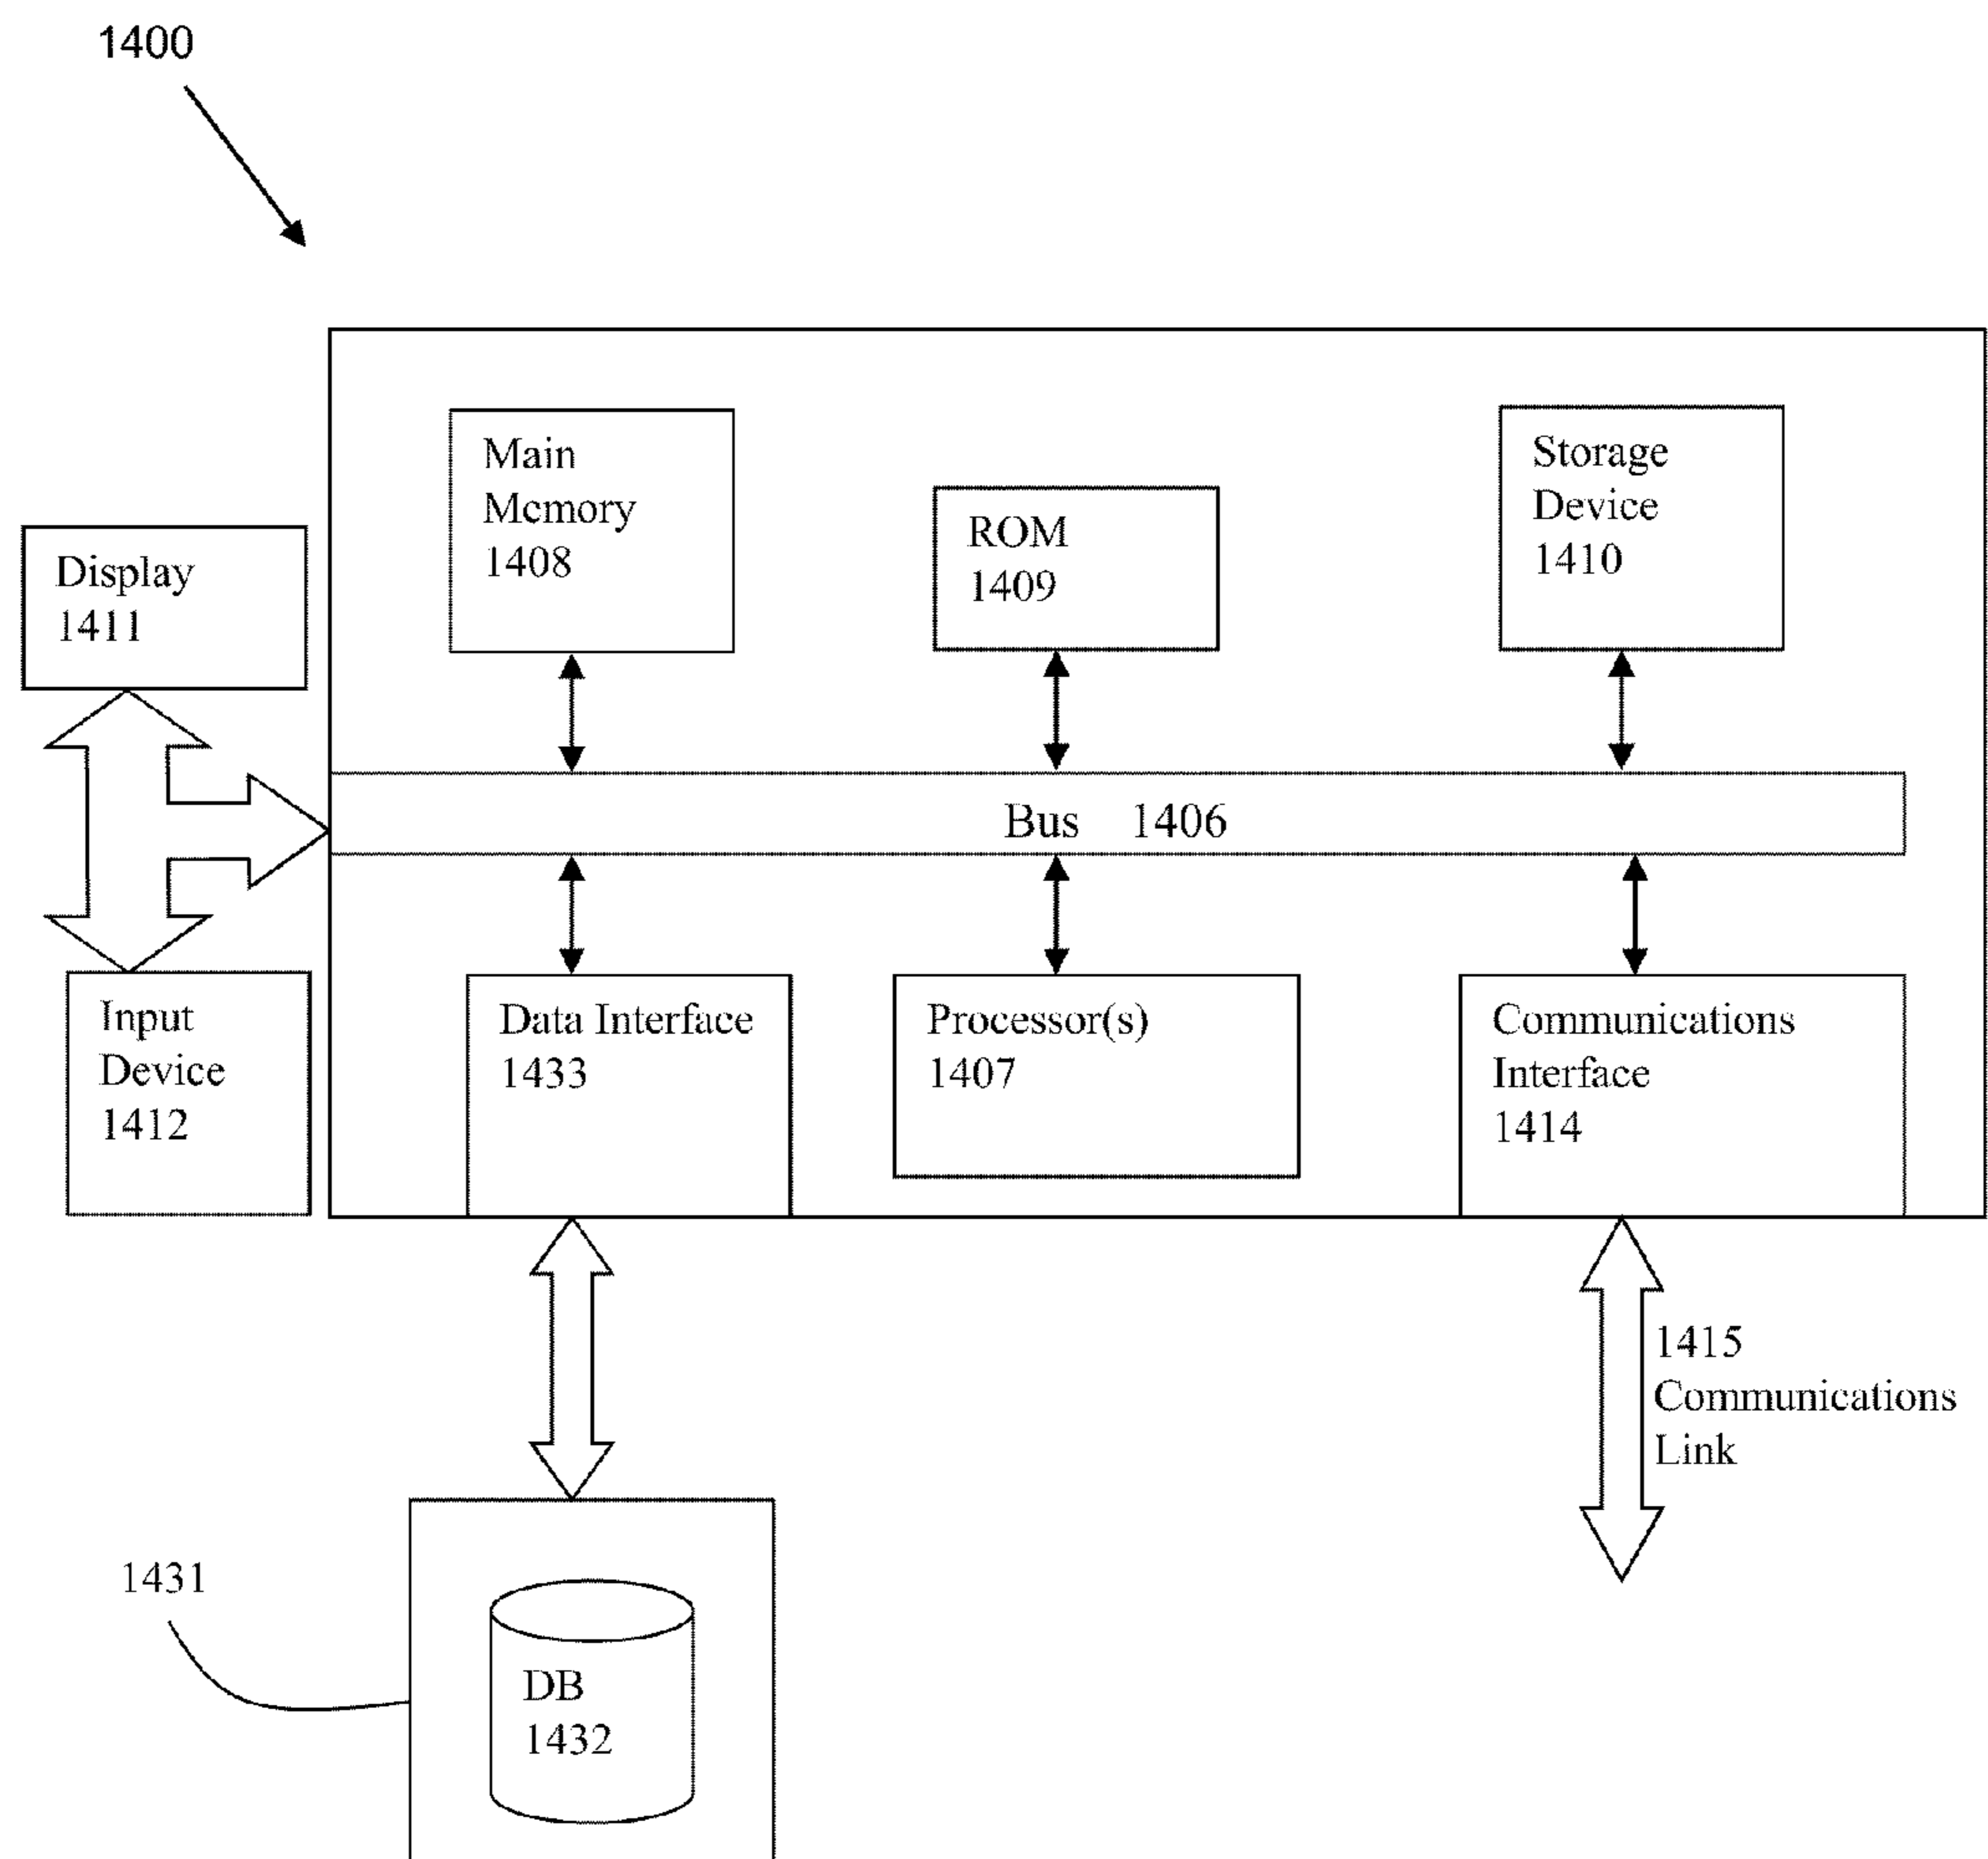 1400
Main
Memory
1408
ROM
1409
Storage
Device
1410
Display
1411
Bus 1406
Input
Device
1412
Data Interface
1433
Processor(s)
1407
Communications
Interface
1414
1415
Communications
Link
1431
DB
1432